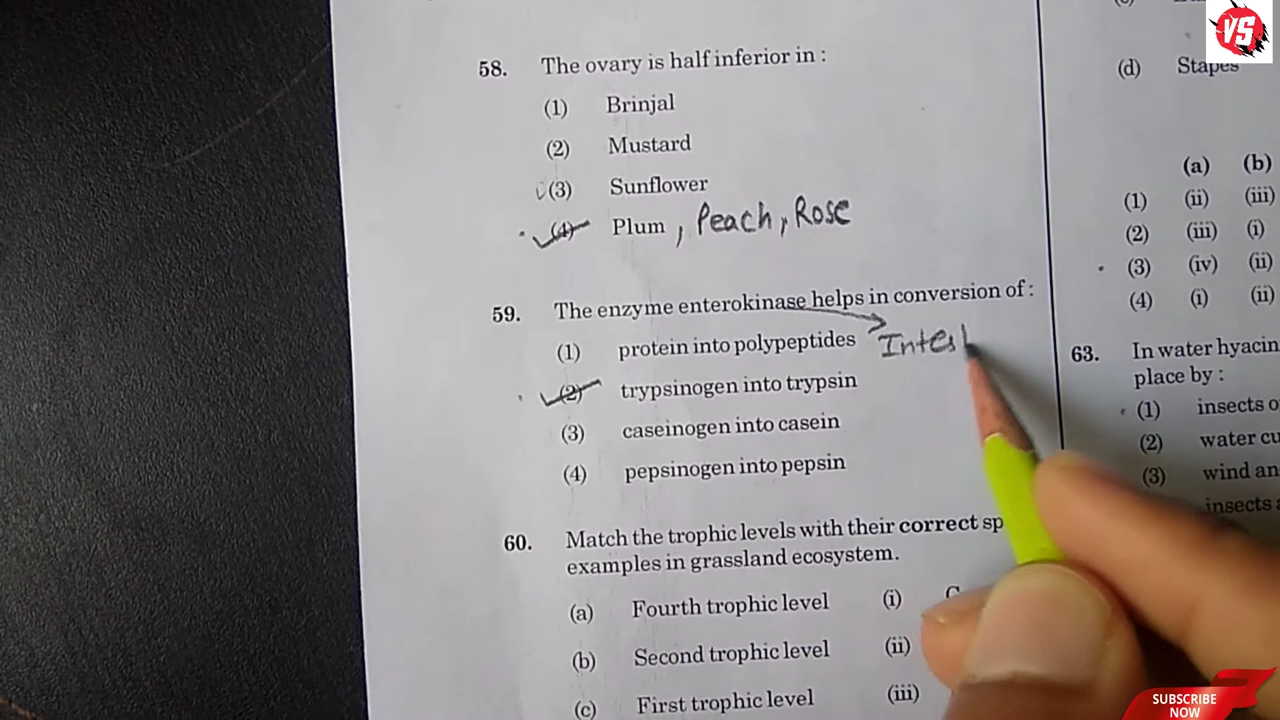 VS
58. The ovary is half inferior in :
(1) Brinjal
(2) Mustard
(3) Sunflower
(4) Plum , Peach, Rose
59. The enzyme enterokinase helps in conversion of :
(1) protein into polypeptides
(2) trypsinogen into trypsin
(3) caseinogen into casein
(4) pepsinogen into pepsin
60. Match the trophic levels with their correct sp
examples in grassland ecosystem.
(a) Fourth trophic level (i)
(b) Second trophic level (ii)
(c) First trophic level (iii)
(d) Stapes
(a) (b)
(1) (ii) (iii)
(2) (iii) (i)
(3) (iv) (ii)
(4) (i) (ii)
63. In water hyacin
place by :
(1) insects o
(2) water cu
(3) wind an
insects a
SUBSCRIBE
NOW